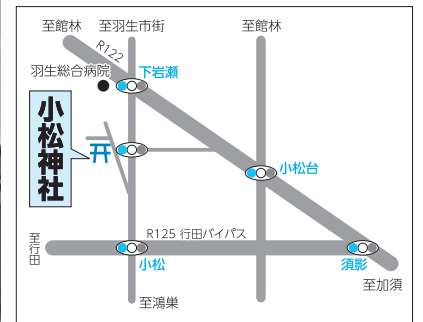 至館林
至羽生市街
至館林
R122
羽生総合病院
下岩瀬
小松神社
小松台
R125 行田バイパス
至行田
小松
須影
至鴻巣
至加須